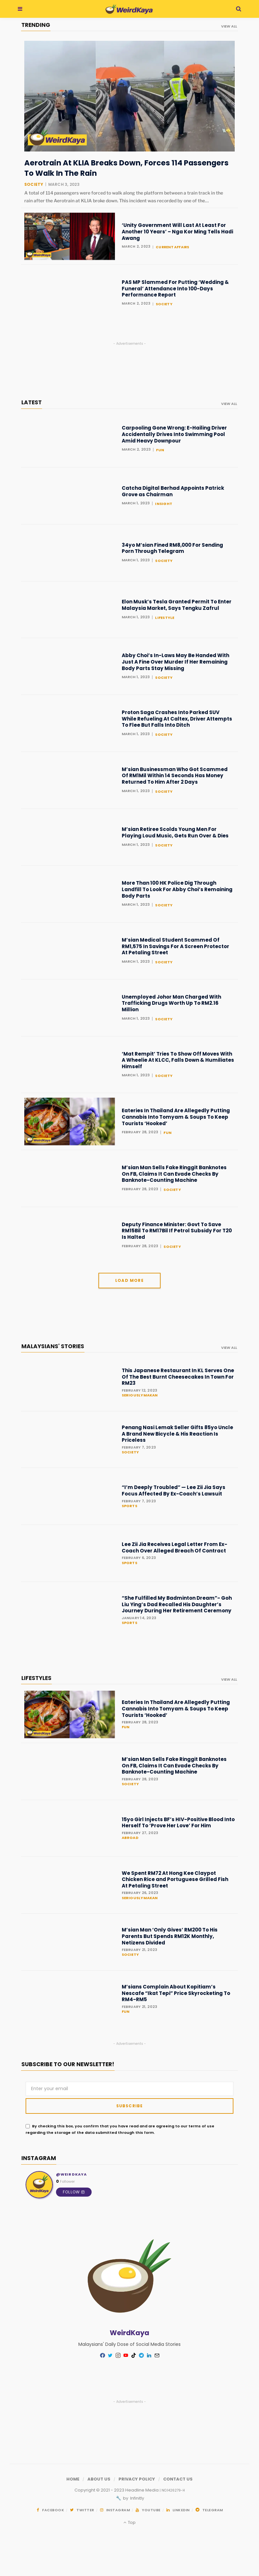 WeirdKaya
TRENDING
VIEW ALL
WeirdKaya
Aerotrain At KLIA Breaks Down, Forces 114 Passengers
To Walk In The Rain
SOCIETY | MARCH 3, 2023
A total of 114 passengers were forced to walk along the platform between a train track in the
rain after the Aerotrain at KLIA broke down. This incident was recorded by one of the...
'Unity Government Will Last At Least For
Another 10 Years' – Nga Kor Ming Tells Hadi
Awang
MARCH 2, 2023 | CURRENT AFFAIRS
PAS MP Slammed For Putting 'Wedding &
Funeral' Attendance Into 100-Days
Performance Report
MARCH 2, 2023 | SOCIETY
- Advertisements -
LATEST
VIEW ALL
Carpooling Gone Wrong: E-Hailing Driver
Accidentally Drives Into Swimming Pool
Amid Heavy Downpour
MARCH 2, 2023 | FUN
Catcha Digital Berhad Appoints Patrick
Grove as Chairman
MARCH 1, 2023 |
34yo M'sian Fined RM8,000 For Sending
Porn Through Telegram
MARCH 1, 2023 | SOCIETY
Elon Musk's Tesla Granted Permit To Enter
Malaysia Market, Says Tengku Zafrul
MARCH 1, 2023 | LIFESTYLE
Abby Choi's In-Laws May Be Handed With
Just A Fine Over Murder If Her Remaining
Body Parts Stay Missing
MARCH 1, 2023 | SOCIETY
Proton Saga Crashes Into Parked SUV
While Refueling At Caltex, Driver Attempts
To Flee But Falls Into Ditch
MARCH 1, 2023 | SOCIETY
M'sian Businessman Who Got Scammed
Of RM1Mil Within 14 Seconds Has Money
Returned To Him After 2 Days
MARCH 1, 2023 | SOCIETY
M'sian Retiree Scolds Young Men For
Playing Loud Music, Gets Run Over & Dies
MARCH 1, 2023 | SOCIETY
More Than 100 HK Police Dig Through
Landfill To Look For Abby Choi's Remaining
Body Parts
MARCH 1, 2023 | SOCIETY
M'sian Medical Student Scammed Of
RM1,575 In Savings For A Screen Protector
At Petaling Street
MARCH 1, 2023 | SOCIETY
Unemployed Johor Man Charged With
Trafficking Drugs Worth Up To RM2.16
Million
MARCH 1, 2023 | SOCIETY
'Mat Rempit' Tries To Show Off Moves With
A Wheelie At KLCC, Falls Down & Humiliates
Himself
MARCH 1, 2023 | SOCIETY
Eateries In Thailand Are Allegedly Putting
Cannabis Into Tomyam & Soups To Keep
Tourists 'Hooked'
FEBRUARY 28, 2023 | FUN
M'sian Man Sells Fake Ringgit Banknotes
On FB, Claims It Can Evade Checks By
Banknote-Counting Machine
FEBRUARY 28, 2023 | SOCIETY
Deputy Finance Minister: Govt To Save
RM15Bil To RM17Bil If Petrol Subsidy For T20
Is Halted
FEBRUARY 28, 2023 | SOCIETY
LOAD MORE
MALAYSIANS' STORIES
VIEW ALL
This Japanese Restaurant In KL Serves One
Of The Best Burnt Cheesecakes In Town For
RM23
FEBRUARY 12, 2023
Penang Nasi Lemak Seller Gifts 85yo Uncle
A Brand New Bicycle & His Reaction Is
Priceless
FEBRUARY 7, 2023
SOCIETY
"I'm Deeply Troubled" — Lee Zii Jia Says
Focus Affected By Ex-Coach's Lawsuit
FEBRUARY 7, 2023
SPORTS
Lee Zii Jia Receives Legal Letter From Ex-
Coach Over Alleged Breach Of Contract
SPORTS
"She Fulfilled My Badminton Dream"– Goh
Liu Ying's Dad Recalled His Daughter's
Journey During Her Retirement Ceremony
SPORTS
LIFESTYLES
VIEW ALL
Eateries In Thailand Are Allegedly Putting
Cannabis Into Tomyam & Soups To Keep
Tourists 'Hooked'
FEBRUARY 28, 2023
FUN
M'sian Man Sells Fake Ringgit Banknotes
On FB, Claims It Can Evade Checks By
Banknote-Counting Machine
FEBRUARY 28, 2023
SOCIETY
15yo Girl Injects BF's HIV-Positive Blood Into
Herself To 'Prove Her Love' For Him
FEBRUARY 27, 2023
ABROAD
We Spent RM72 At Hong Kee Claypot
Chicken Rice and Portuguese Grilled Fish
At Petaling Street
M'sian Man 'Only Gives' RM200 To His
Parents But Spends RM12K Monthly,
Netizens Divided
FEBRUARY 21, 2023
SOCIETY
M'sians Complain About Kopitiam's
Nescafe "Ikat Tepi" Price Skyrocketing To
RM4-RM5
FEBRUARY 21, 2023
FUN
- Advertisements -
SUBSCRIBE TO OUR NEWSLETTER!
Enter your email
SUBSCRIBE
By checking this box, you confirm that you have read and are agreeing to our terms of use
regarding the storage of the data submitted through this form.
INSTAGRAM
WeirdKaya
@WEIRDKAYA
0 Followers
FOLLOW
WeirdKaya
Malaysians' Daily Dose of Social Media Stories
- Advertisements -
HOME / ABOUT US / PRIVACY POLICY / CONTACT US
Copyright © 2021 - 2023 Headline Media
by Infinitly
FACEBOOK / TWITTER / INSTAGRAM / YOUTUBE / LINKEDIN / TELEGRAM
Top